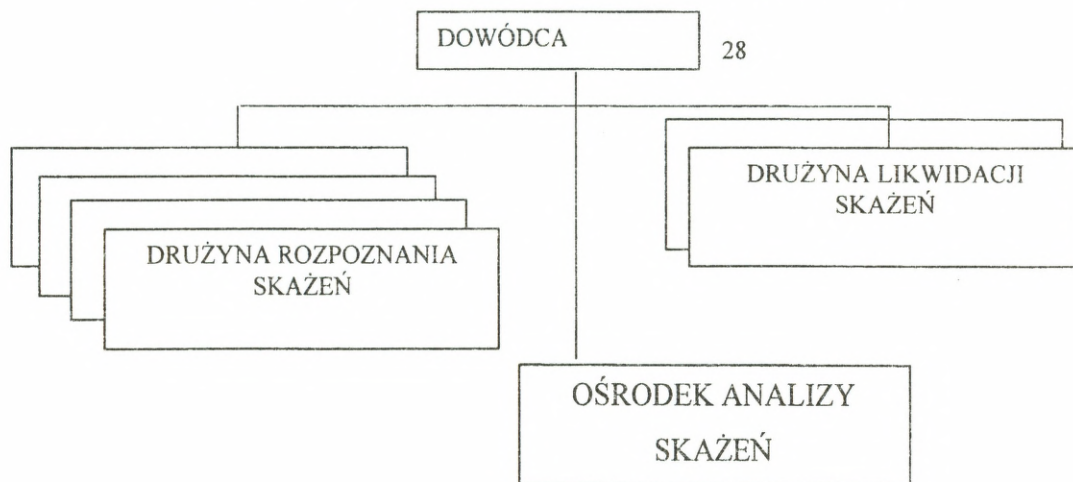 DOWÓDCA
28
DRUŻYNA LIKWIDACJI
SKAŻEŃ
DRUŻYNA ROZPOZNANIA
SKAŻEŃ
OŚRODEK ANALIZY
SKAŻEŃ